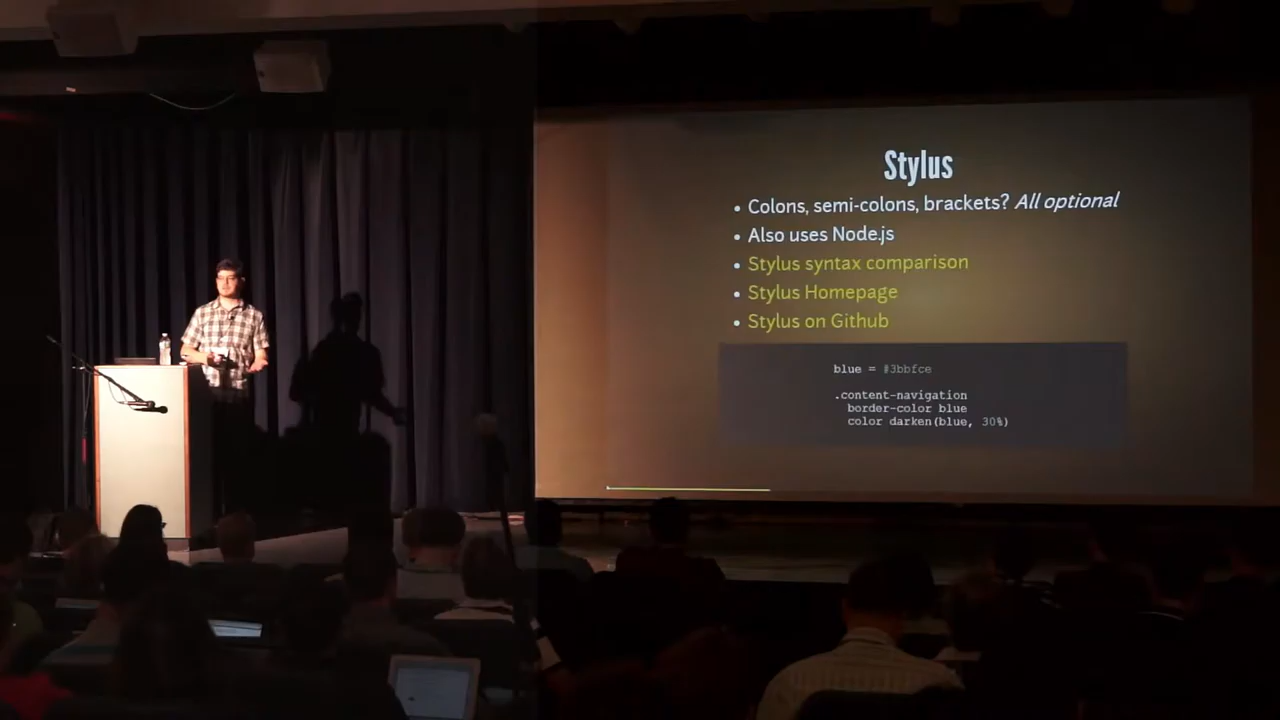 Stylus
• Colons, semi-colons, brackets? All optional
• Also uses Node.js
• Stylus syntax comparison
• Stylus Homepage
• Stylus on Github
blue = #3bbfce
.content-navigation
border-color blue
color darken(blue, 30%)